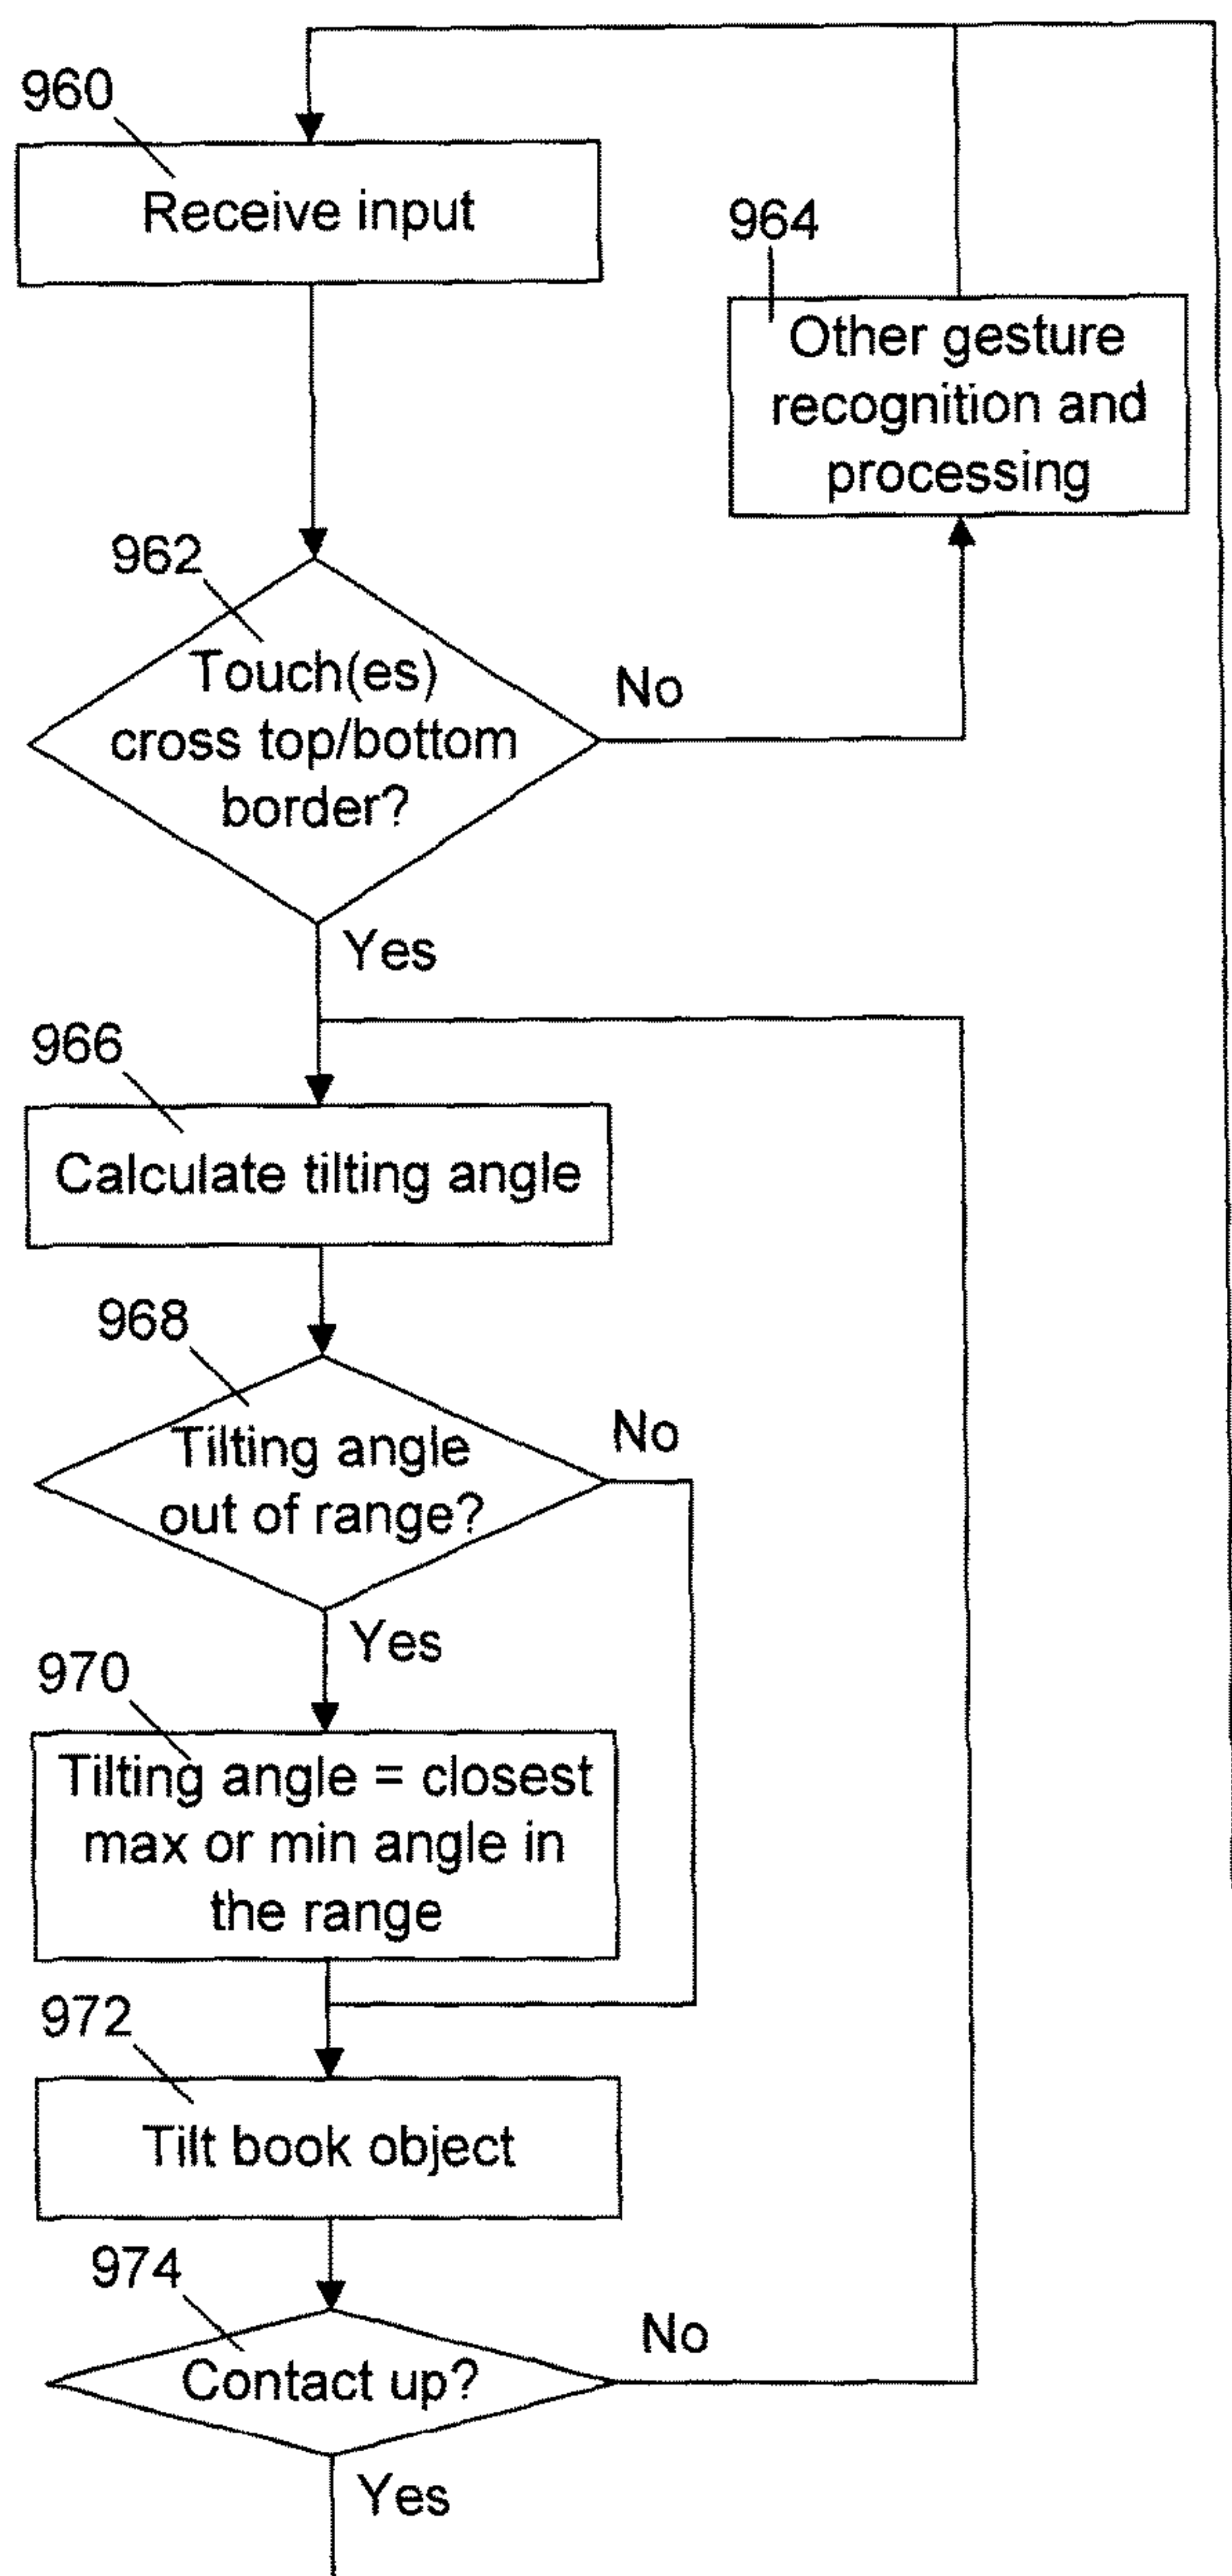 960
Receive input
964
Other gesture
recognition and
processing
962
Touch(es)
cross top/bottom
border?
No
Yes
966
Calculate tilting angle
968
Tilting angle
out of range?
No
Yes
970
Tilting angle = closest
max or min angle in
the range
972
Tilt book object
974
Contact up?
No
Yes